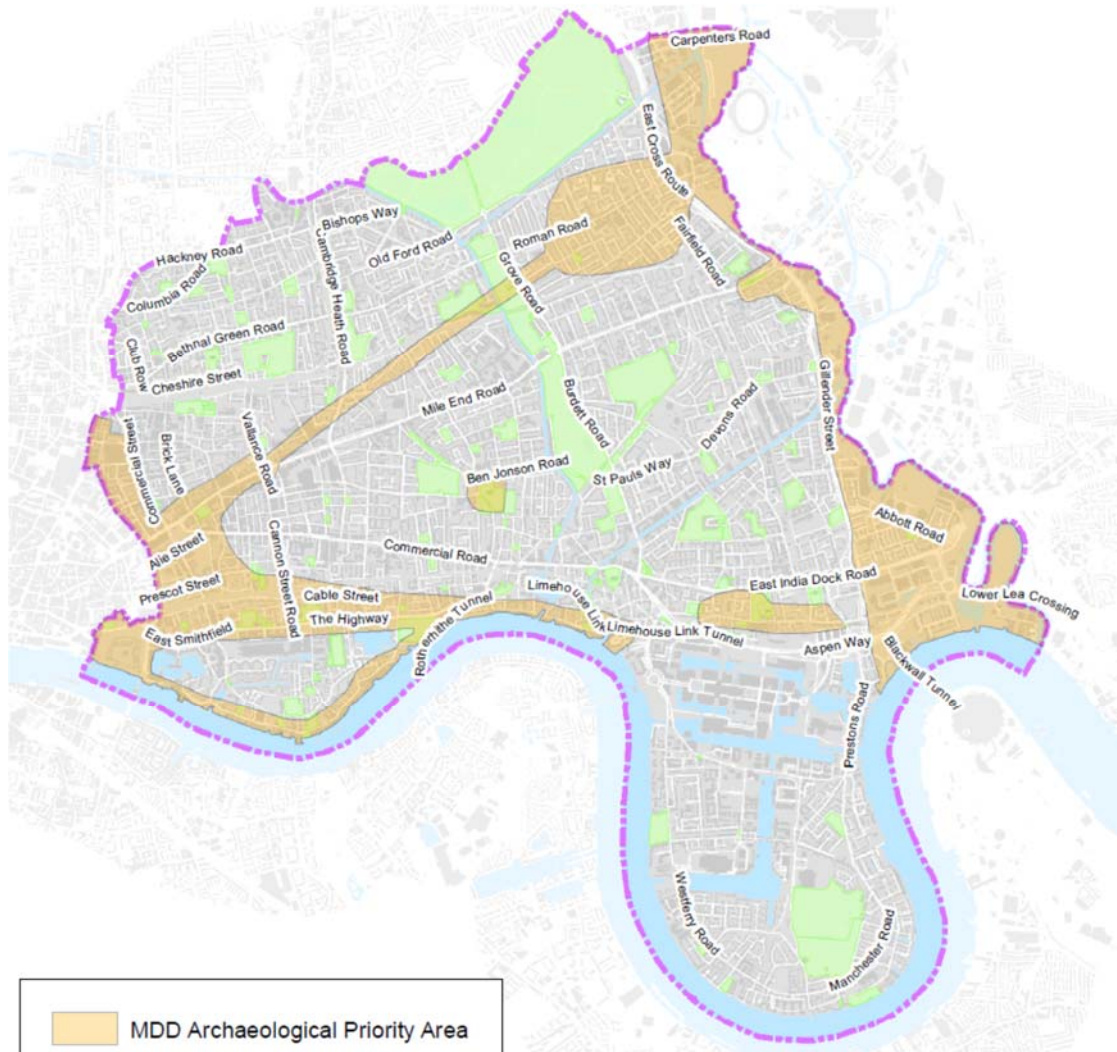 Carpenters Road
East Cross Route
Bishops Way
Hackney Road
Old Ford Road
Roman Road
Fairfield Road
Columbia Road
Cambridge Heath Road
Grove Road
Bethnal Green Road
Club Row
Cheshire Street
Gillender Street
Mile End Road
Burdett Road
Devons Road
Vallance Road
Brick Lane
Commercial Street
Ben Jonson Road
St Pauls Way
Abbott Road
Alie Street
Commercial Road
Cannon Street Road
East India Dock Road
Prescot Street
Cable Street
Limehouse Link
Lower Lea Crossing
The Highway
East Smithfield
Rotherhithe Tunnel
Limehouse Link Tunnel
Aspen Way
Blackwall Tunnel
Prestons Road
Westferry Road
Manchester Road
MDD Archaeological Priority Area